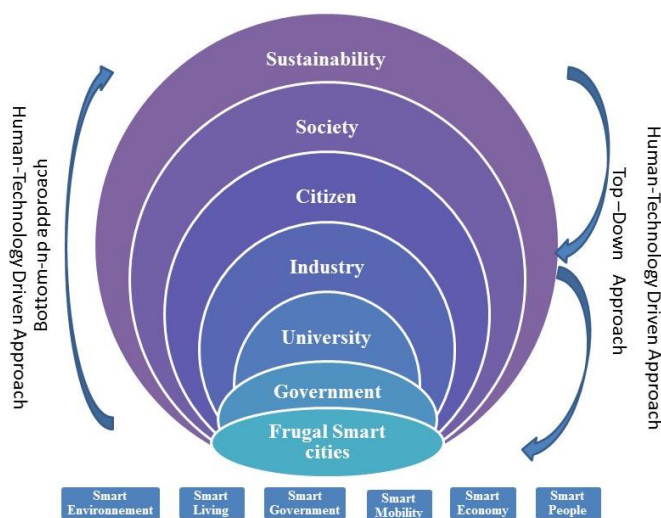 Sustainability
Society
Citizen
Industry
University
Government
Frugal Smart
cities
Human-Technology Driven Approach
Bottom-up approach
Top–Down Approach
Human-Technology Driven Approach
Smart
Environnement
Smart
Living
Smart
Government
Smart
Mobility
Smart
Economy
Smart
People